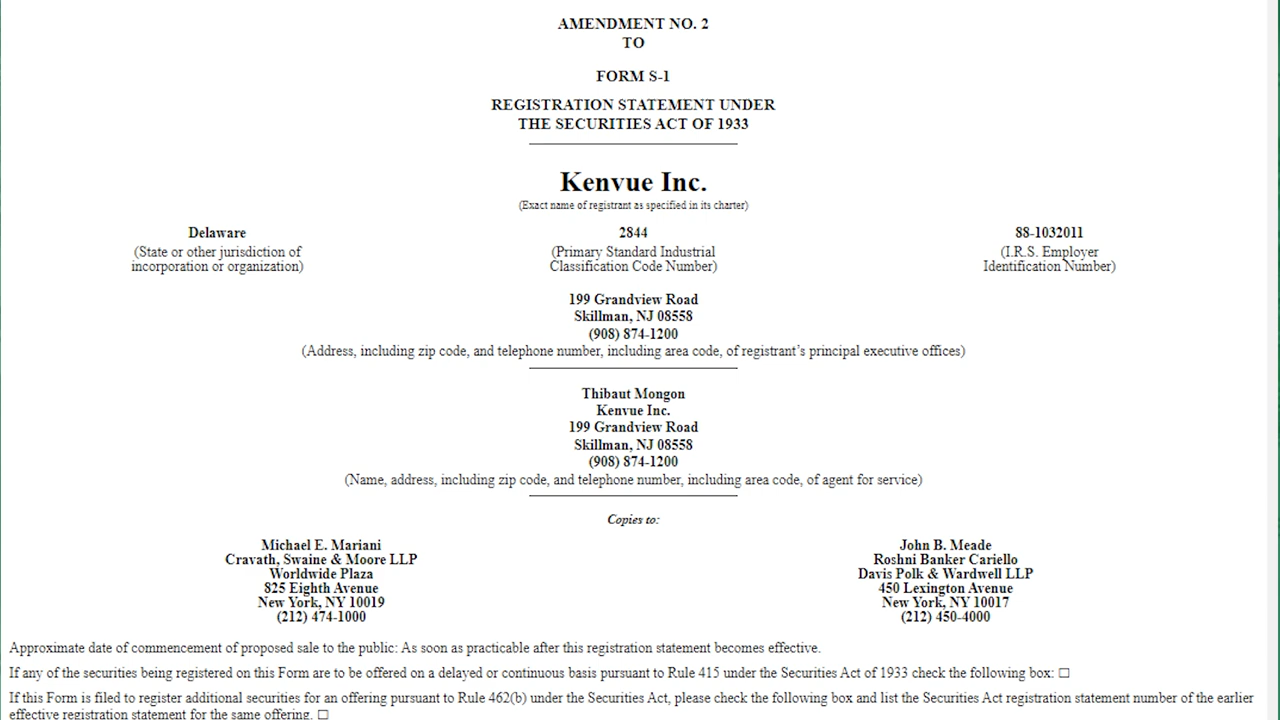 AMENDMENT NO. 2
TO
FORM S-1
REGISTRATION STATEMENT UNDER
THE SECURITIES ACT OF 1933
Kenvue Inc.
(Exact name of registrant as specified in its charter)
Delaware
(State or other jurisdiction of
incorporation or organization)
2844
(Primary Standard Industrial
Classification Code Number)
88-1032011
(I.R.S. Employer
Identification Number)
199 Grandview Road
Skillman, NJ 08558
(908) 874-1200
(Address, including zip code, and telephone number, including area code, of registrant's principal executive offices)
Thibaut Mongon
Kenvue Inc.
199 Grandview Road
Skillman, NJ 08558
(908) 874-1200
(Name, address, including zip code, and telephone number, including area code, of agent for service)
Copies to:
Michael E. Mariani
Cravath, Swaine & Moore LLP
Worldwide Plaza
825 Eighth Avenue
New York, NY 10019
(212) 474-1000
John B. Meade
Roshni Banker Cariello
Davis Polk & Wardwell LLP
450 Lexington Avenue
New York, NY 10017
(212) 450-4000
Approximate date of commencement of proposed sale to the public: As soon as practicable after this registration statement becomes effective.
If any of the securities being registered on this Form are to be offered on a delayed or continuous basis pursuant to Rule 415 under the Securities Act of 1933 check the following box: ☐
If this Form is filed to register additional securities for an offering pursuant to Rule 462(b) under the Securities Act, please check the following box and list the Securities Act registration statement number of the earlier
effective registration statement for the same offering. ☐